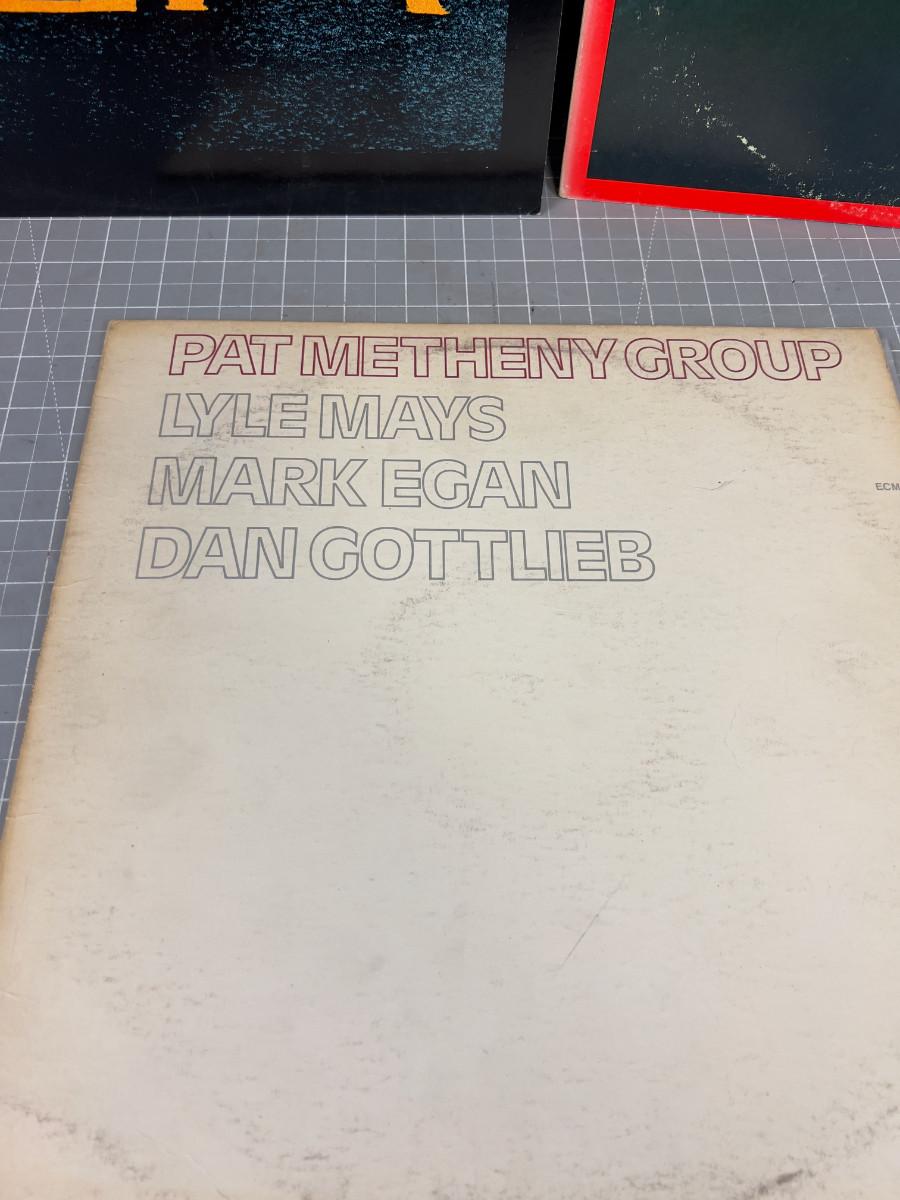 PAT METHENY GROUP
LYLE MAYS
MARK EGAN
ECM
DAN GOTTLIEB